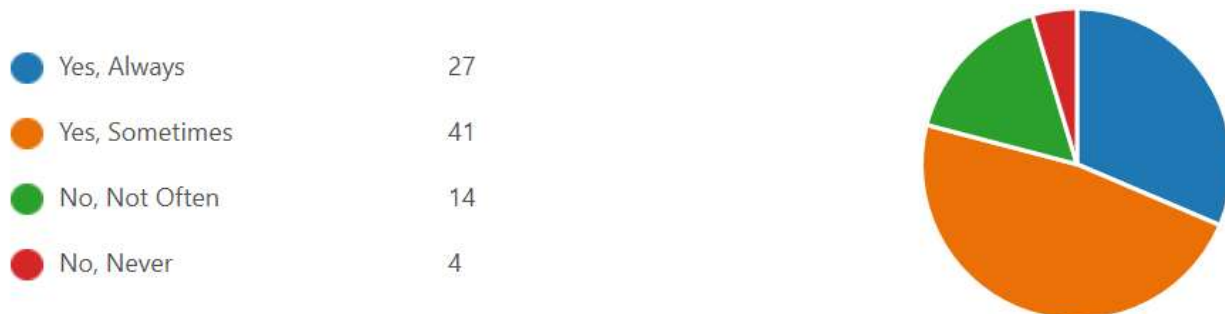 Yes, Always 27
Yes, Sometimes 41
No, Not Often 14
No, Never 4